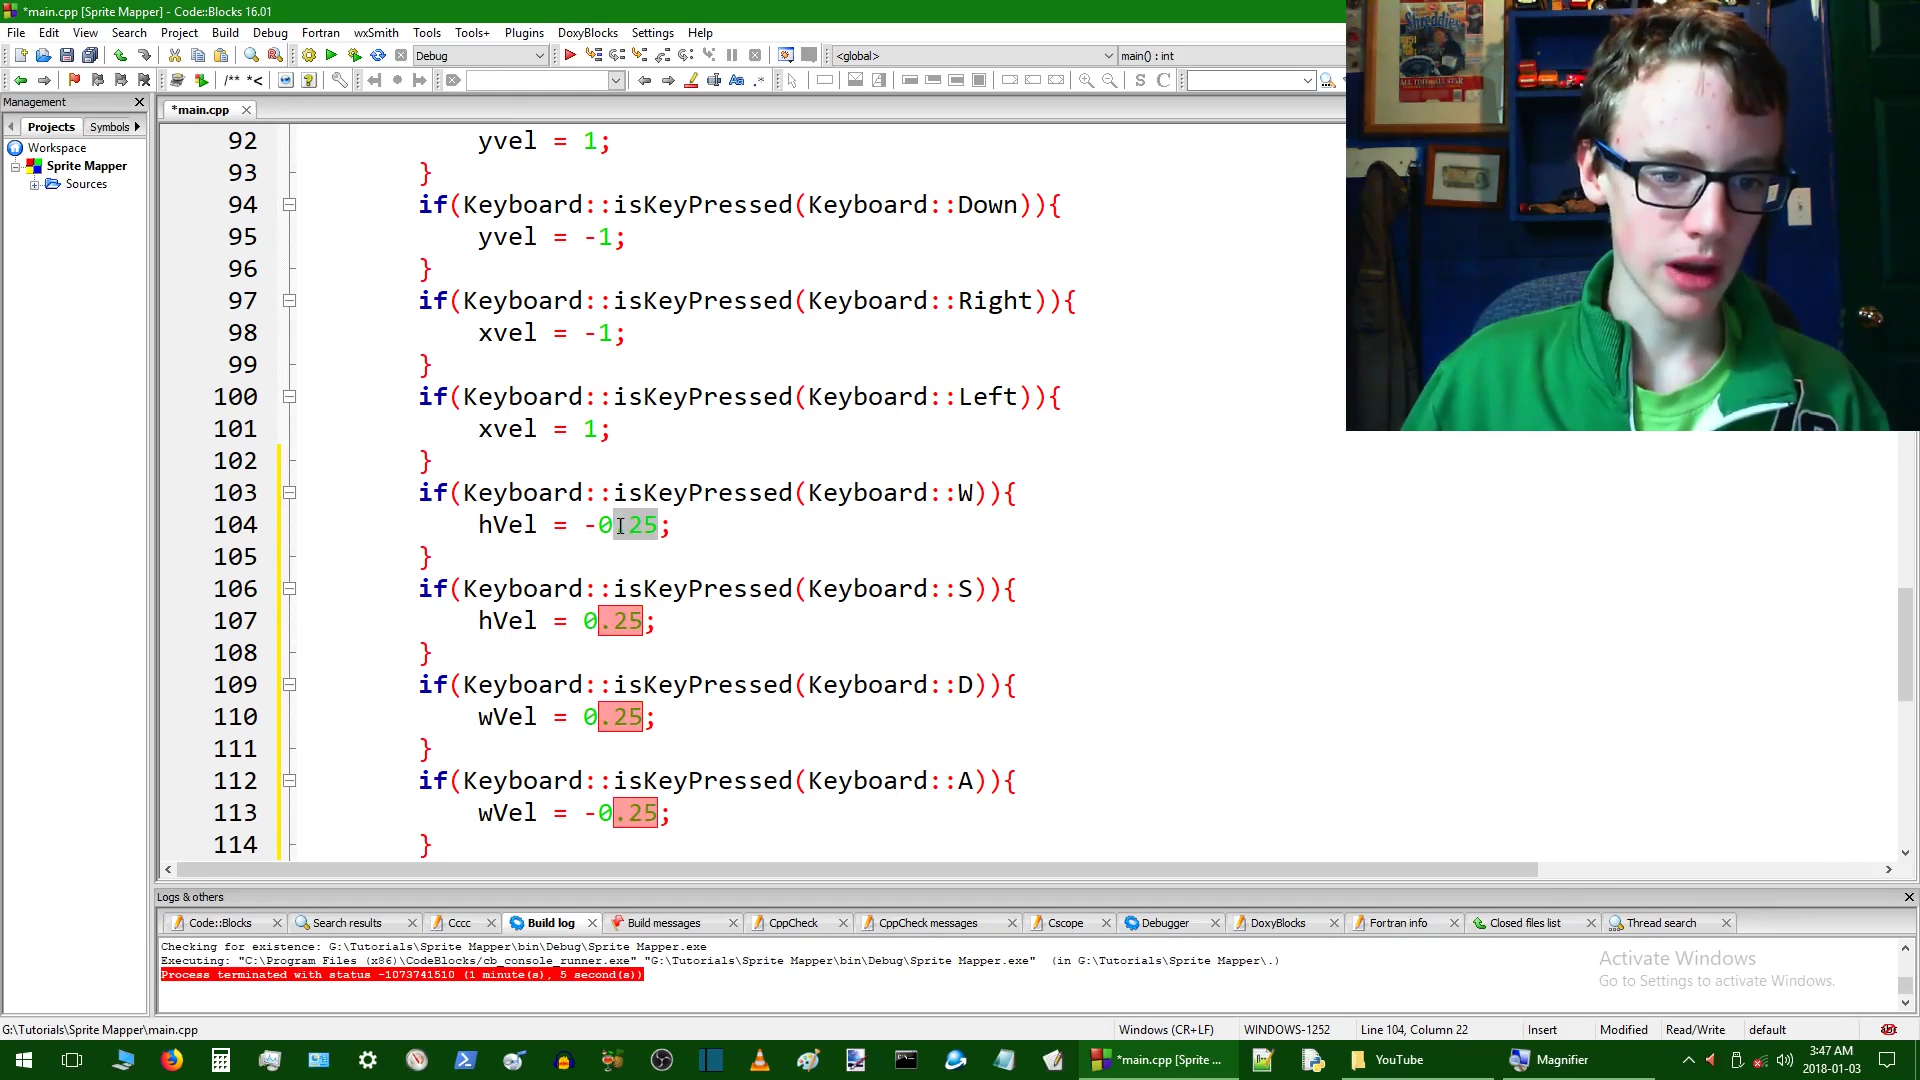 *main.cpp [Sprite Mapper] - Code::Blocks 16.01
File Edit View Search Project Build Debug Fortran wxSmith Tools Tools+ Plugins DoxyBlocks Settings Help
Debug <global> main() : int
/** *< Aa .* S C
Management
*main.cpp
Projects Symbols
Workspace
Sprite Mapper
Sources
92 yvel = 1;
93 }
94 if(Keyboard::isKeyPressed(Keyboard::Down)){
95 yvel = -1;
96 }
97 if(Keyboard::isKeyPressed(Keyboard::Right)){
98 xvel = -1;
99 }
100 if(Keyboard::isKeyPressed(Keyboard::Left)){
101 xvel = 1;
102 }
103 if(Keyboard::isKeyPressed(Keyboard::W)){
104 hVel = -0.25;
105 }
106 if(Keyboard::isKeyPressed(Keyboard::S)){
107 hVel = 0.25;
108 }
109 if(Keyboard::isKeyPressed(Keyboard::D)){
110 wVel = 0.25;
111 }
112 if(Keyboard::isKeyPressed(Keyboard::A)){
113 wVel = -0.25;
114 }
Shreddies
Logs & others
Code::Blocks Search results Cccc Build log Build messages CppCheck CppCheck messages Cscope Debugger DoxyBlocks Fortran info Closed files list Thread search
Checking for existence: G:\Tutorials\Sprite Mapper\bin\Debug\Sprite Mapper.exe
Executing: "C:\Program Files (x86)\CodeBlocks/cb_console_runner.exe" "G:\Tutorials\Sprite Mapper\bin\Debug\Sprite Mapper.exe" (in G:\Tutorials\Sprite Mapper\.)
Process terminated with status -1073741510 (1 minute(s), 5 second(s))
Activate Windows
Go to Settings to activate Windows.
G:\Tutorials\Sprite Mapper\main.cpp Windows (CR+LF) WINDOWS-1252 Line 104, Column 22 Insert Modified Read/Write default
*main.cpp [Sprite ... YouTube Magnifier
3:47 AM
2018-01-03